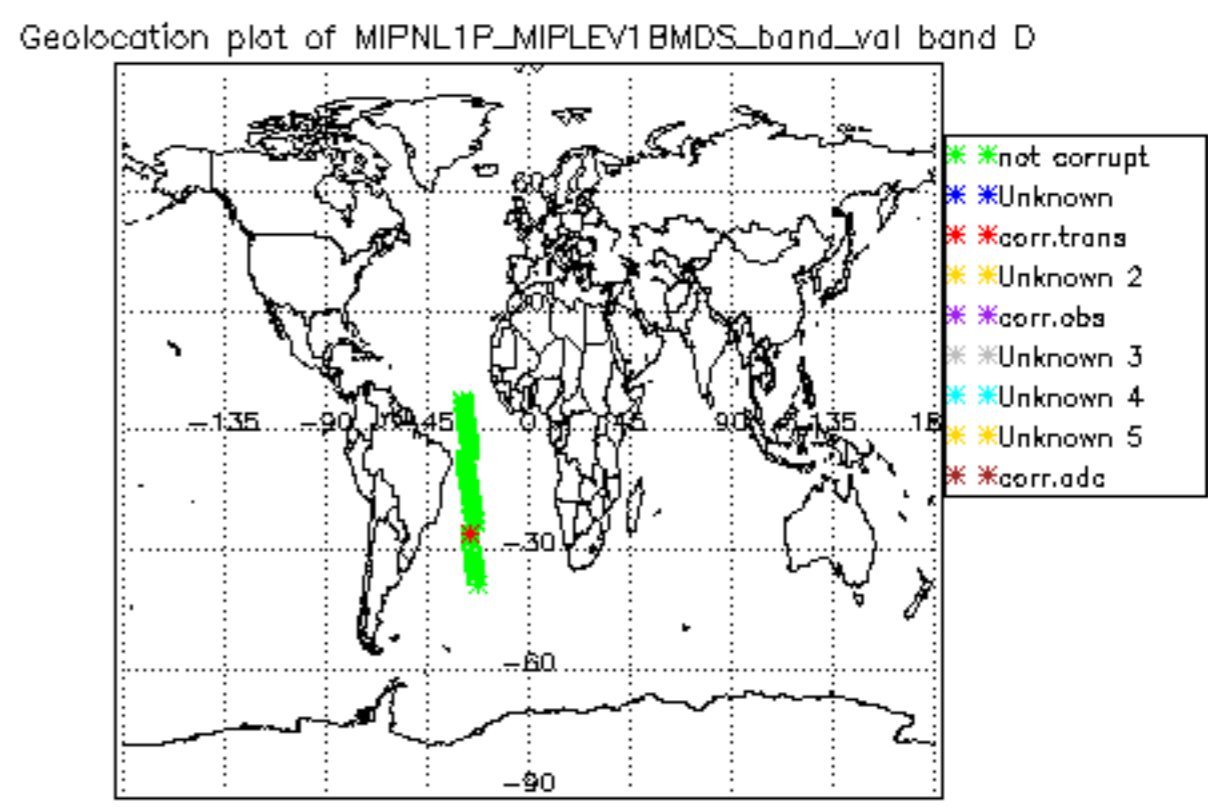 Geolocation plot of MIPNL1P_MIPLEV1BMDS_band_val band D
not corrupt
Unknown
corr.trans
Unknown 2
corr.obs
Unknown 3
Unknown 4
Unknown 5
corr.adc
60
-135 -90 45 0 45 90 135
-30
-60
-90